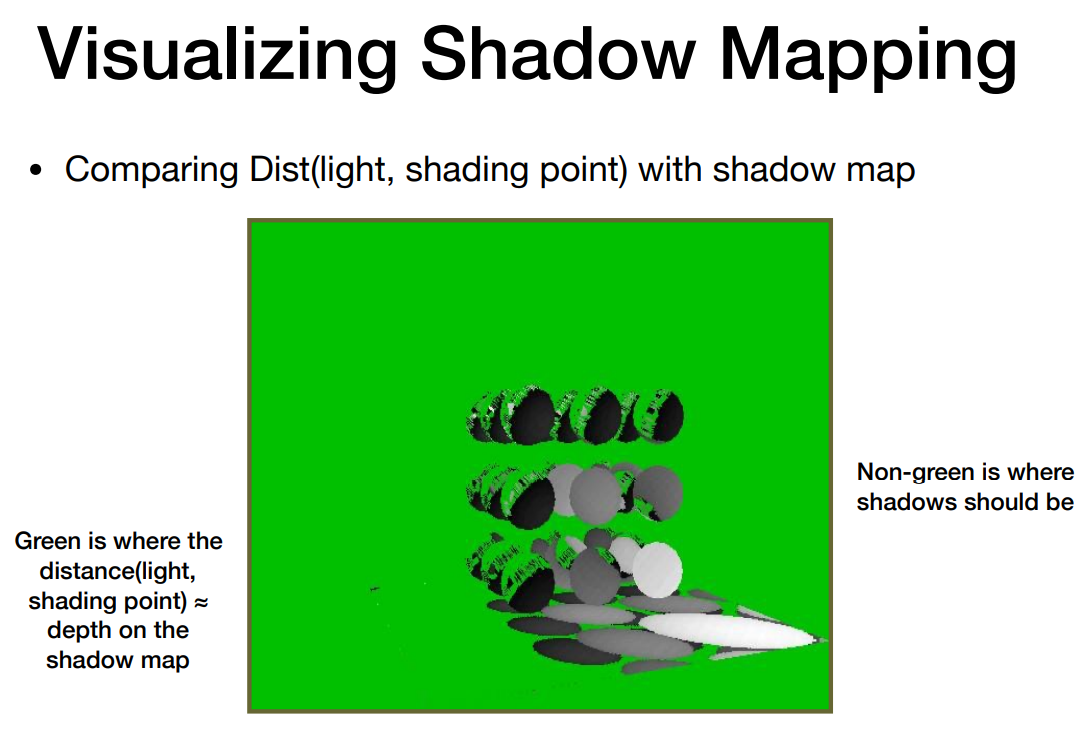 Visualizing Shadow Mapping
• Comparing Dist(light, shading point) with shadow map
Green is where the
distance(light,
shading point) ≈
depth on the
shadow map
Non-green is where
shadows should be